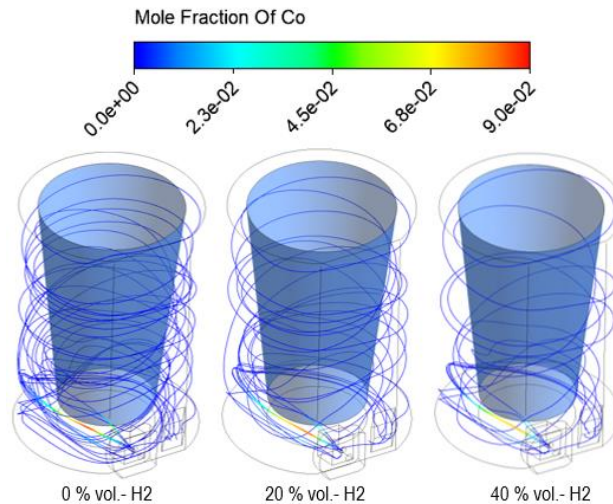 Mole Fraction Of Co
0.0e+00 2.3e-02 4.5e-02 6.8e-02 9.0e-02
0 % vol.- H2 20 % vol.- H2 40 % vol.- H2